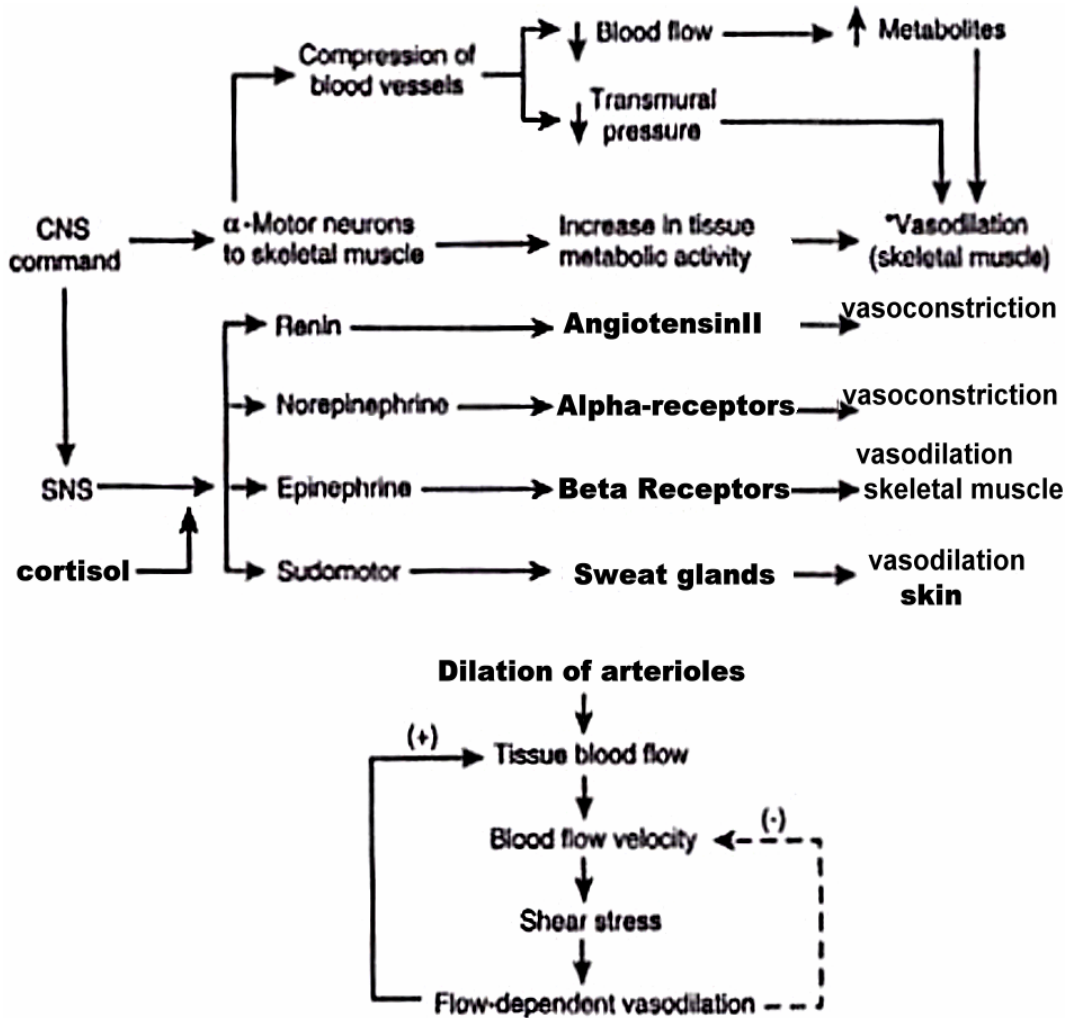 Compression of
blood vessels
Blood flow
Metabolites
Transmural
pressure
CNS
command
α-Motor neurons
to skeletal muscle
Increase in tissue
metabolic activity
*Vasodilation
(skeletal muscle)
Renin
AngiotensinII
vasoconstriction
Norepinephrine
Alpha-receptors
vasoconstriction
SNS
Epinephrine
Beta Receptors
vasodilation
skeletal muscle
cortisol
Sudomotor
Sweat glands
vasodilation
skin
Dilation of arterioles
(+)
Tissue blood flow
Blood flow velocity
(-)
Shear stress
Flow-dependent vasodilation